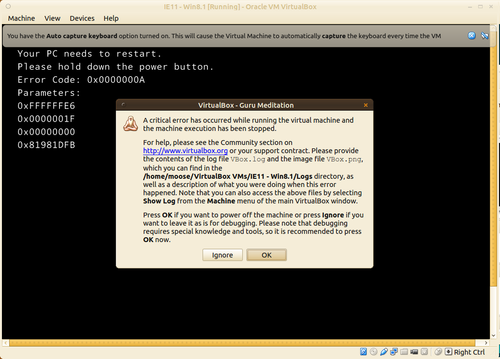 IE11 - Win8.1 [Running] - Oracle VM VirtualBox
Machine View Devices Help
You have the Auto capture keyboard option turned on. This will cause the Virtual Machine to automatically capture the keyboard every time the VM
Your PC needs to restart.
Please hold down the power button.
Error Code: 0x0000000A
Parameters:
0xFFFFFFE6
0x0000001F
0x00000000
0x81981DFB
VirtualBox - Guru Meditation
A critical error has occurred while running the virtual machine and
the machine execution has been stopped.
For help, please see the Community section on
http://www.virtualbox.org or your support contract. Please provide
the contents of the log file VBox.log and the image file VBox.png,
which you can find in the
/home/moose/VirtualBox VMs/IE11 - Win8.1/Logs directory, as
well as a description of what you were doing when this error
happened. Note that you can also access the above files by selecting
Show Log from the Machine menu of the main VirtualBox window.
Press OK if you want to power off the machine or press Ignore if you
want to leave it as is for debugging. Please note that debugging
requires special knowledge and tools, so it is recommended to press
OK now.
Ignore OK
Right Ctrl